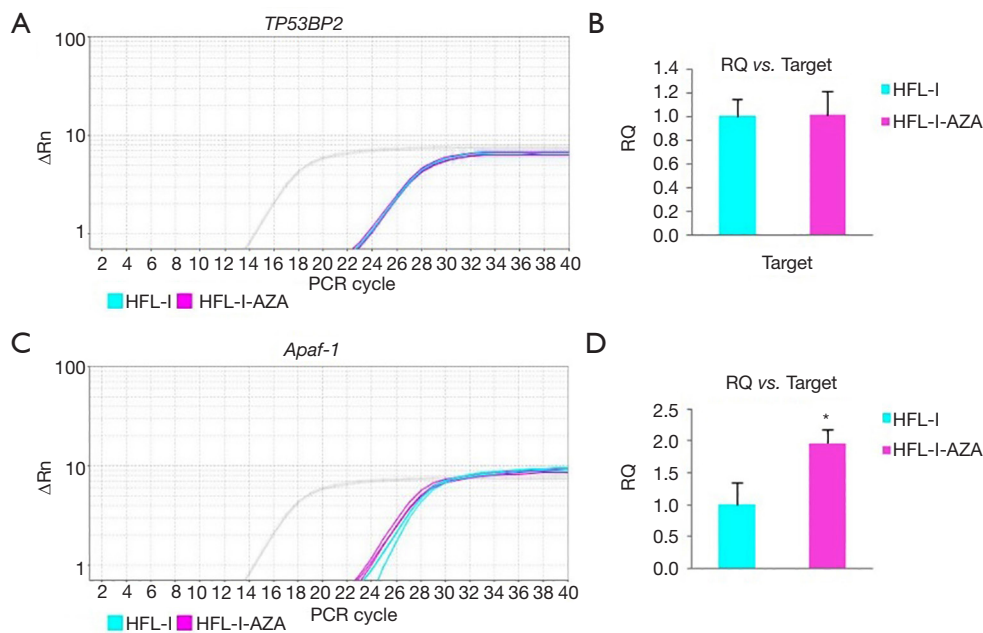 A
TP53BP2
100
10
1
ΔRn
2 4 6 8 10 12 14 16 18 20 22 24 26 28 30 32 34 36 38 40
PCR cycle
HFL-I HFL-I-AZA
B
RQ vs. Target
1.4
1.2
1.0
0.8
0.6
0.4
0.2
0.0
RQ
Target
HFL-I
HFL-I-AZA
C
Apaf-1
100
10
1
ΔRn
2 4 6 8 10 12 14 16 18 20 22 24 26 28 30 32 34 36 38 40
PCR cycle
HFL-I HFL-I-AZA
D
RQ vs. Target
2.5
2.0
1.5
1.0
0.5
0.0
RQ
*
HFL-I
HFL-I-AZA